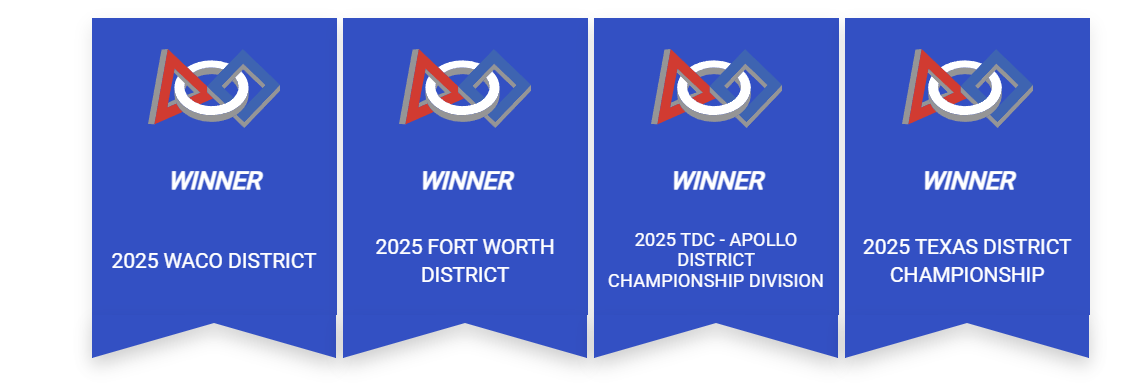 WINNER
2025 WACO DISTRICT
WINNER
2025 FORT WORTH
DISTRICT
WINNER
2025 TDC - APOLLO
DISTRICT
CHAMPIONSHIP DIVISION
WINNER
2025 TEXAS DISTRICT
CHAMPIONSHIP